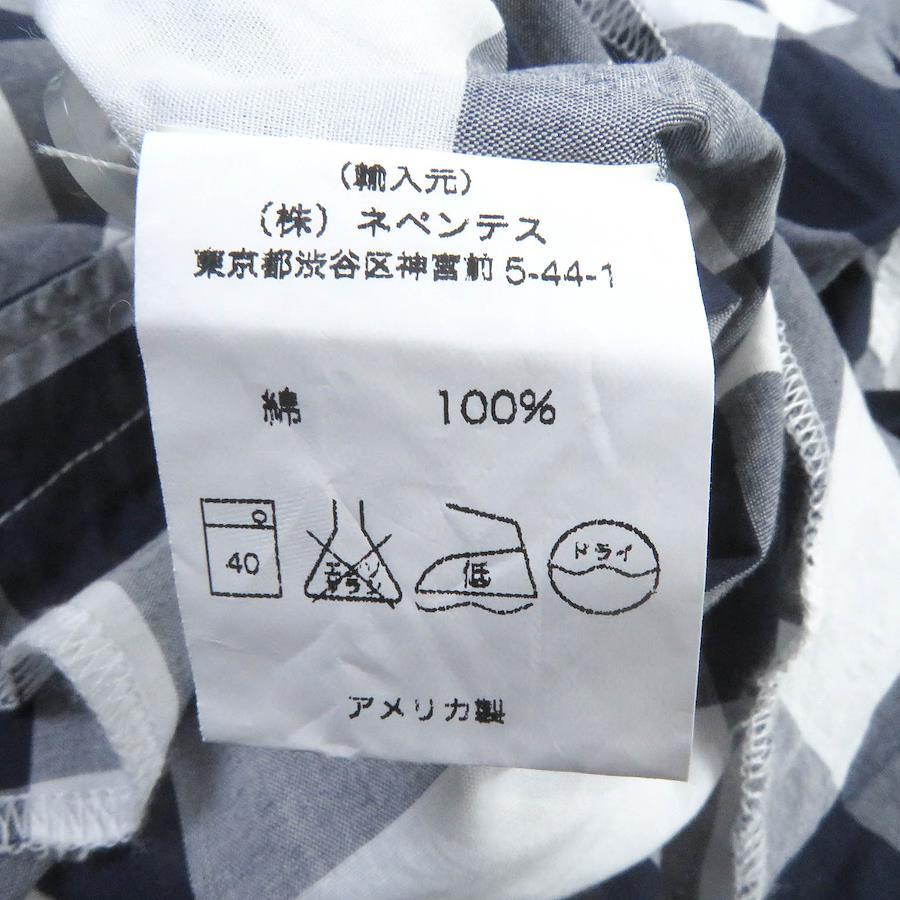 (輸入元)
(株) ネペンテス
東京都渋谷区神宮前 5-44-1
綿 100%
40
エンソ
サラシ
低
ドライ
アメリカ製